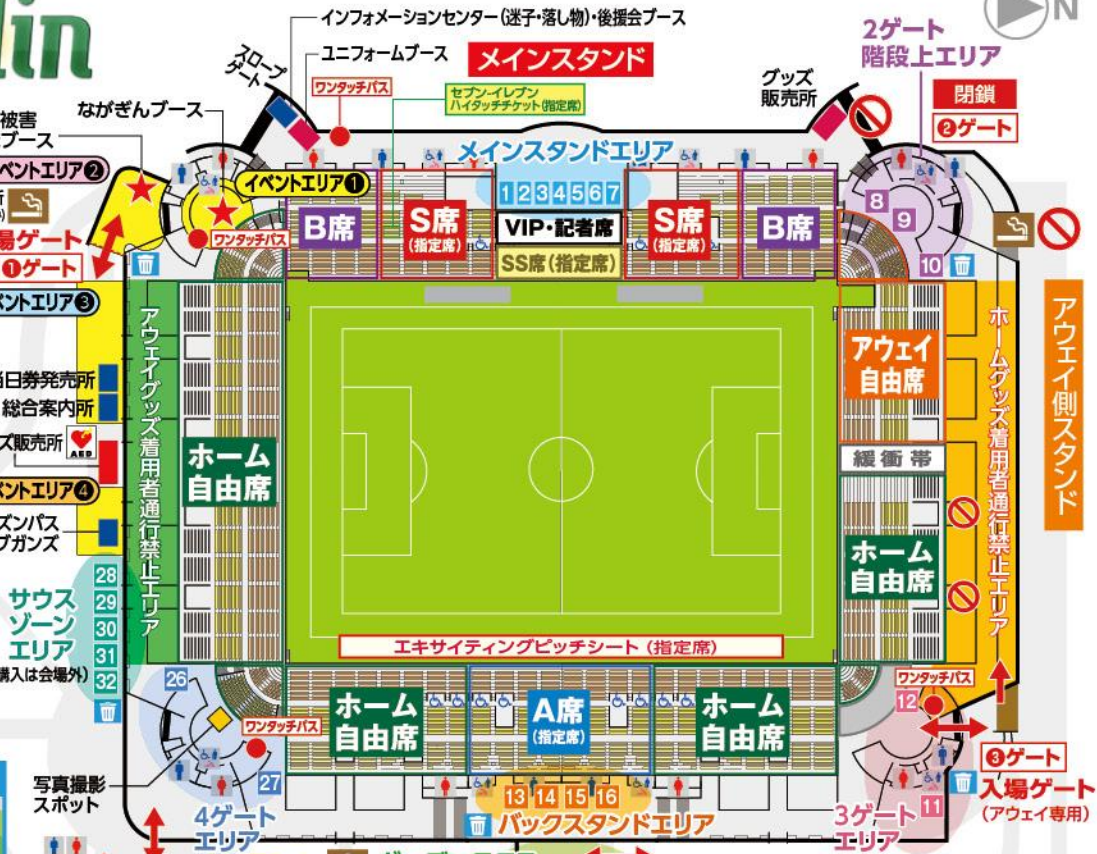 lin
インフォメーションセンター(迷子・落し物)・後援会ブース
ユニフォームブース
メインスタンド
スロープ
ゲート
ワンタッチパス
セブン-イレブン
ハイタッチチケット(指定席)
グッズ
販売所
2ゲート
階段上エリア
N
閉鎖
❷ゲート
被害
ブース
ながぎんブース
ベントエリア❷
イベントエリア❶
メインスタンドエリア
1 2 3 4 5 6 7
B席
S席
(指定席)
VIP・記者席
SS席(指定席)
S席
(指定席)
B席
8
9
10
場ゲート
❶ゲート
ワンタッチパス
ベントエリア❸
アウェイグッズ着用者通行禁止エリア
当日券発売所
総合案内所
ズ販売所
AED
ベントエリア❹
ズンパス
ブガンズ
ホーム
自由席
アウェイ
自由席
緩衝帯
ホーム
自由席
ホームグッズ着用者通行禁止エリア
アウェイ側スタンド
28
29
30
31
32
サウス
ゾーン
エリア
購入は会場外)
エキサイティングピッチシート(指定席)
26
ワンタッチパス
27
ホーム
自由席
A席
(指定席)
ホーム
自由席
ワンタッチパス
12
11
❸ゲート
入場ゲート
(アウェイ専用)
写真撮影
スポット
4ゲート
エリア
13 14 15 16
バックスタンドエリア
3ゲート
エリア